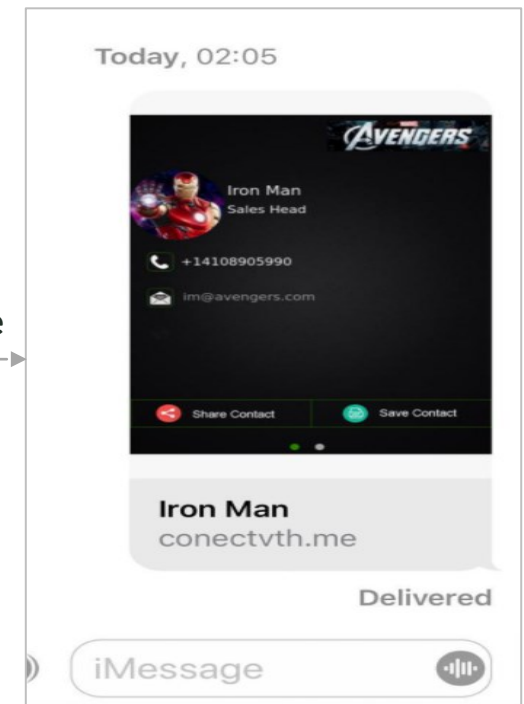 Today, 02:05
AVENGERS
Iron Man
Sales Head
+14108905990
im@avengers.com
Share Contact
Save Contact
Iron Man
conectvth.me
Delivered
iMessage